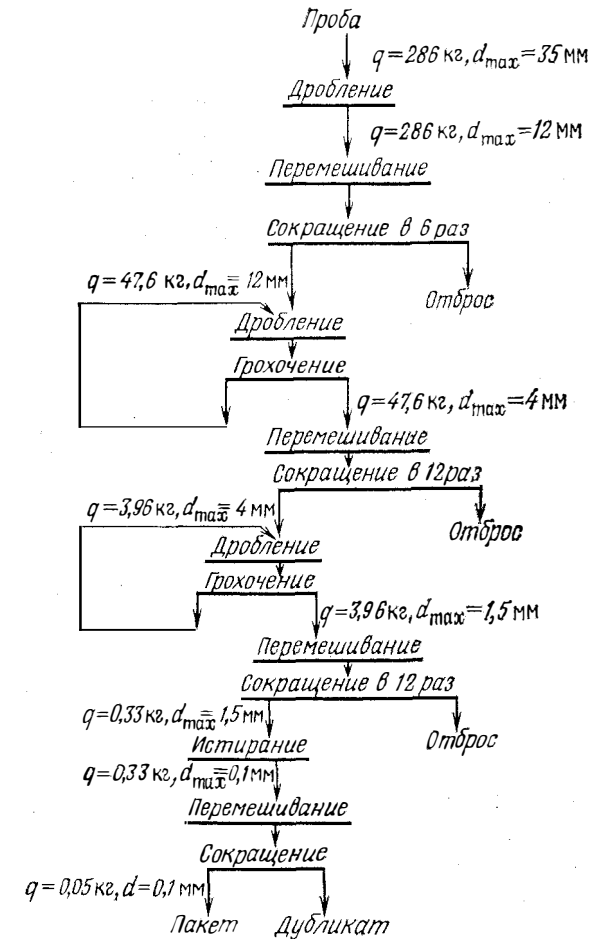 Проба
q=286 кг, dmax=35 мм
Дробление
q=286 кг, dmax=12 мм
Перемешивание
Сокращение в 6 раз
q=47,6 кг, dmax=12 мм
Отброс
Дробление
Грохочение
q=47,6 кг, dmax=4 мм
Перемешивание
Сокращение в 12 раз
q=3,96 кг, dmax=4 мм
Отброс
Дробление
Грохочение
q=3,96 кг, dmax=1,5 мм
Перемешивание
Сокращение в 12 раз
q=0,33 кг, dmax=1,5 мм
Отброс
Истирание
q=0,33 кг, dmax=0,1 мм
Перемешивание
Сокращение
q=0,05 кг, d=0,1 мм
Пакет Дубликат